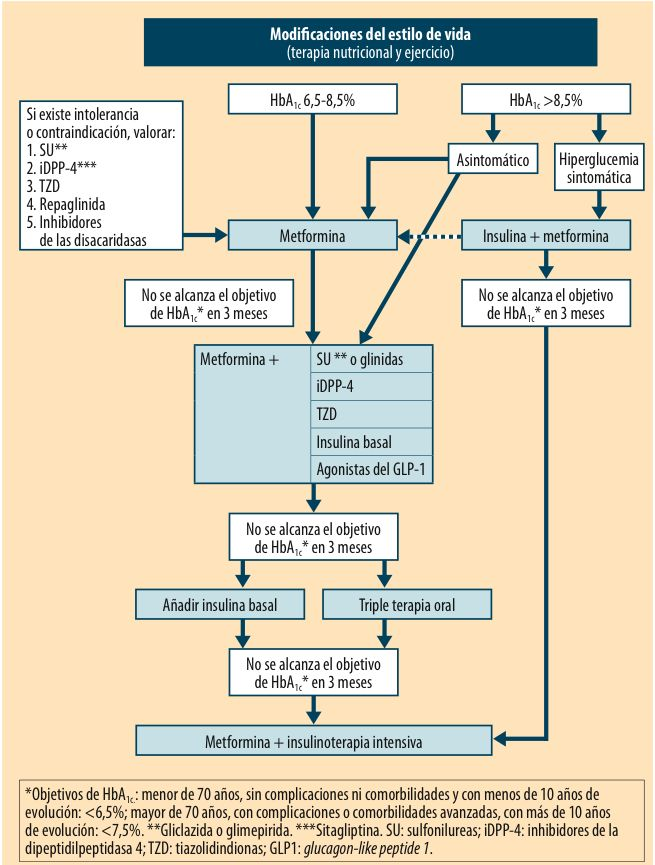 Modificaciones del estilo de vida
(terapia nutricional y ejercicio)
HbA1c 6,5-8,5%
HbA1c >8,5%
Si existe intolerancia
o contraindicación, valorar:
1. SU**
2. iDPP-4***
3. TZD
4. Repaglinida
5. Inhibidores
de las disacaridasas
Asintomático
Hiperglucemia
sintomática
Metformina
Insulina + metformina
No se alcanza el objetivo
de HbA1c* en 3 meses
No se alcanza el objetivo
de HbA1c* en 3 meses
Metformina +
SU ** o glinidas
iDPP-4
TZD
Insulina basal
Agonistas del GLP-1
No se alcanza el objetivo
de HbA1c* en 3 meses
Añadir insulina basal
Triple terapia oral
No se alcanza el objetivo
de HbA1c* en 3 meses
Metformina + insulinoterapia intensiva
*Objetivos de HbA1c: menor de 70 años, sin complicaciones ni comorbilidades y con menos de 10 años de
evolución: <6,5%; mayor de 70 años, con complicaciones o comorbilidades avanzadas, con más de 10 años
de evolución: <7,5%. **Gliclazida o glimepirida. ***Sitagliptina. SU: sulfonilureas; iDPP-4: inhibidores de la
dipeptidilpeptidasa 4; TZD: tiazolidindionas; GLP1: glucagon-like peptide 1.